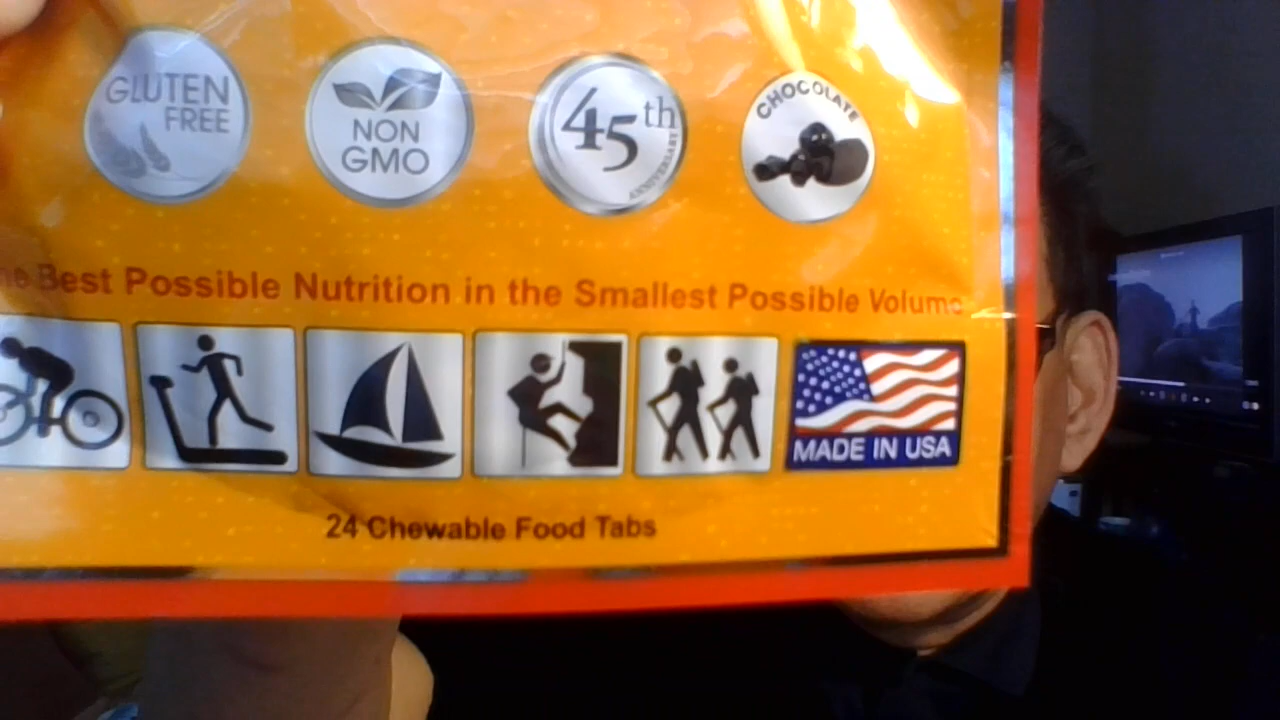 GLUTEN
FREE
NON
GMO
45th
ANNIVERSARY
CHOCOLATE
he Best Possible Nutrition in the Smallest Possible Volume
MADE IN USA
24 Chewable Food Tabs